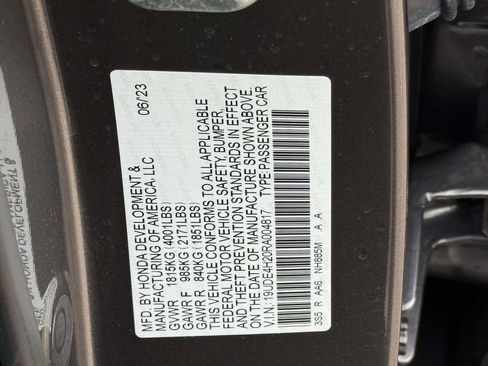 MFD. BY HONDA DEVELOPMENT & 06/23
MANUFACTURING OF AMERICA, LLC
GVWR 1815KG (4001LBS)
GAWR F 985KG (2171LBS)
GAWR R 840KG (1851LBS)
THIS VEHICLE CONFORMS TO ALL APPLICABLE
FEDERAL MOTOR VEHICLE SAFETY, BUMPER,
AND THEFT PREVENTION STANDARDS IN EFFECT
ON THE DATE OF MANUFACTURE SHOWN ABOVE.
V.I.N.: 19UDE4H20RA004817 TYPE:PASSENGER CAR
3S5 R AA6 NH885M A A